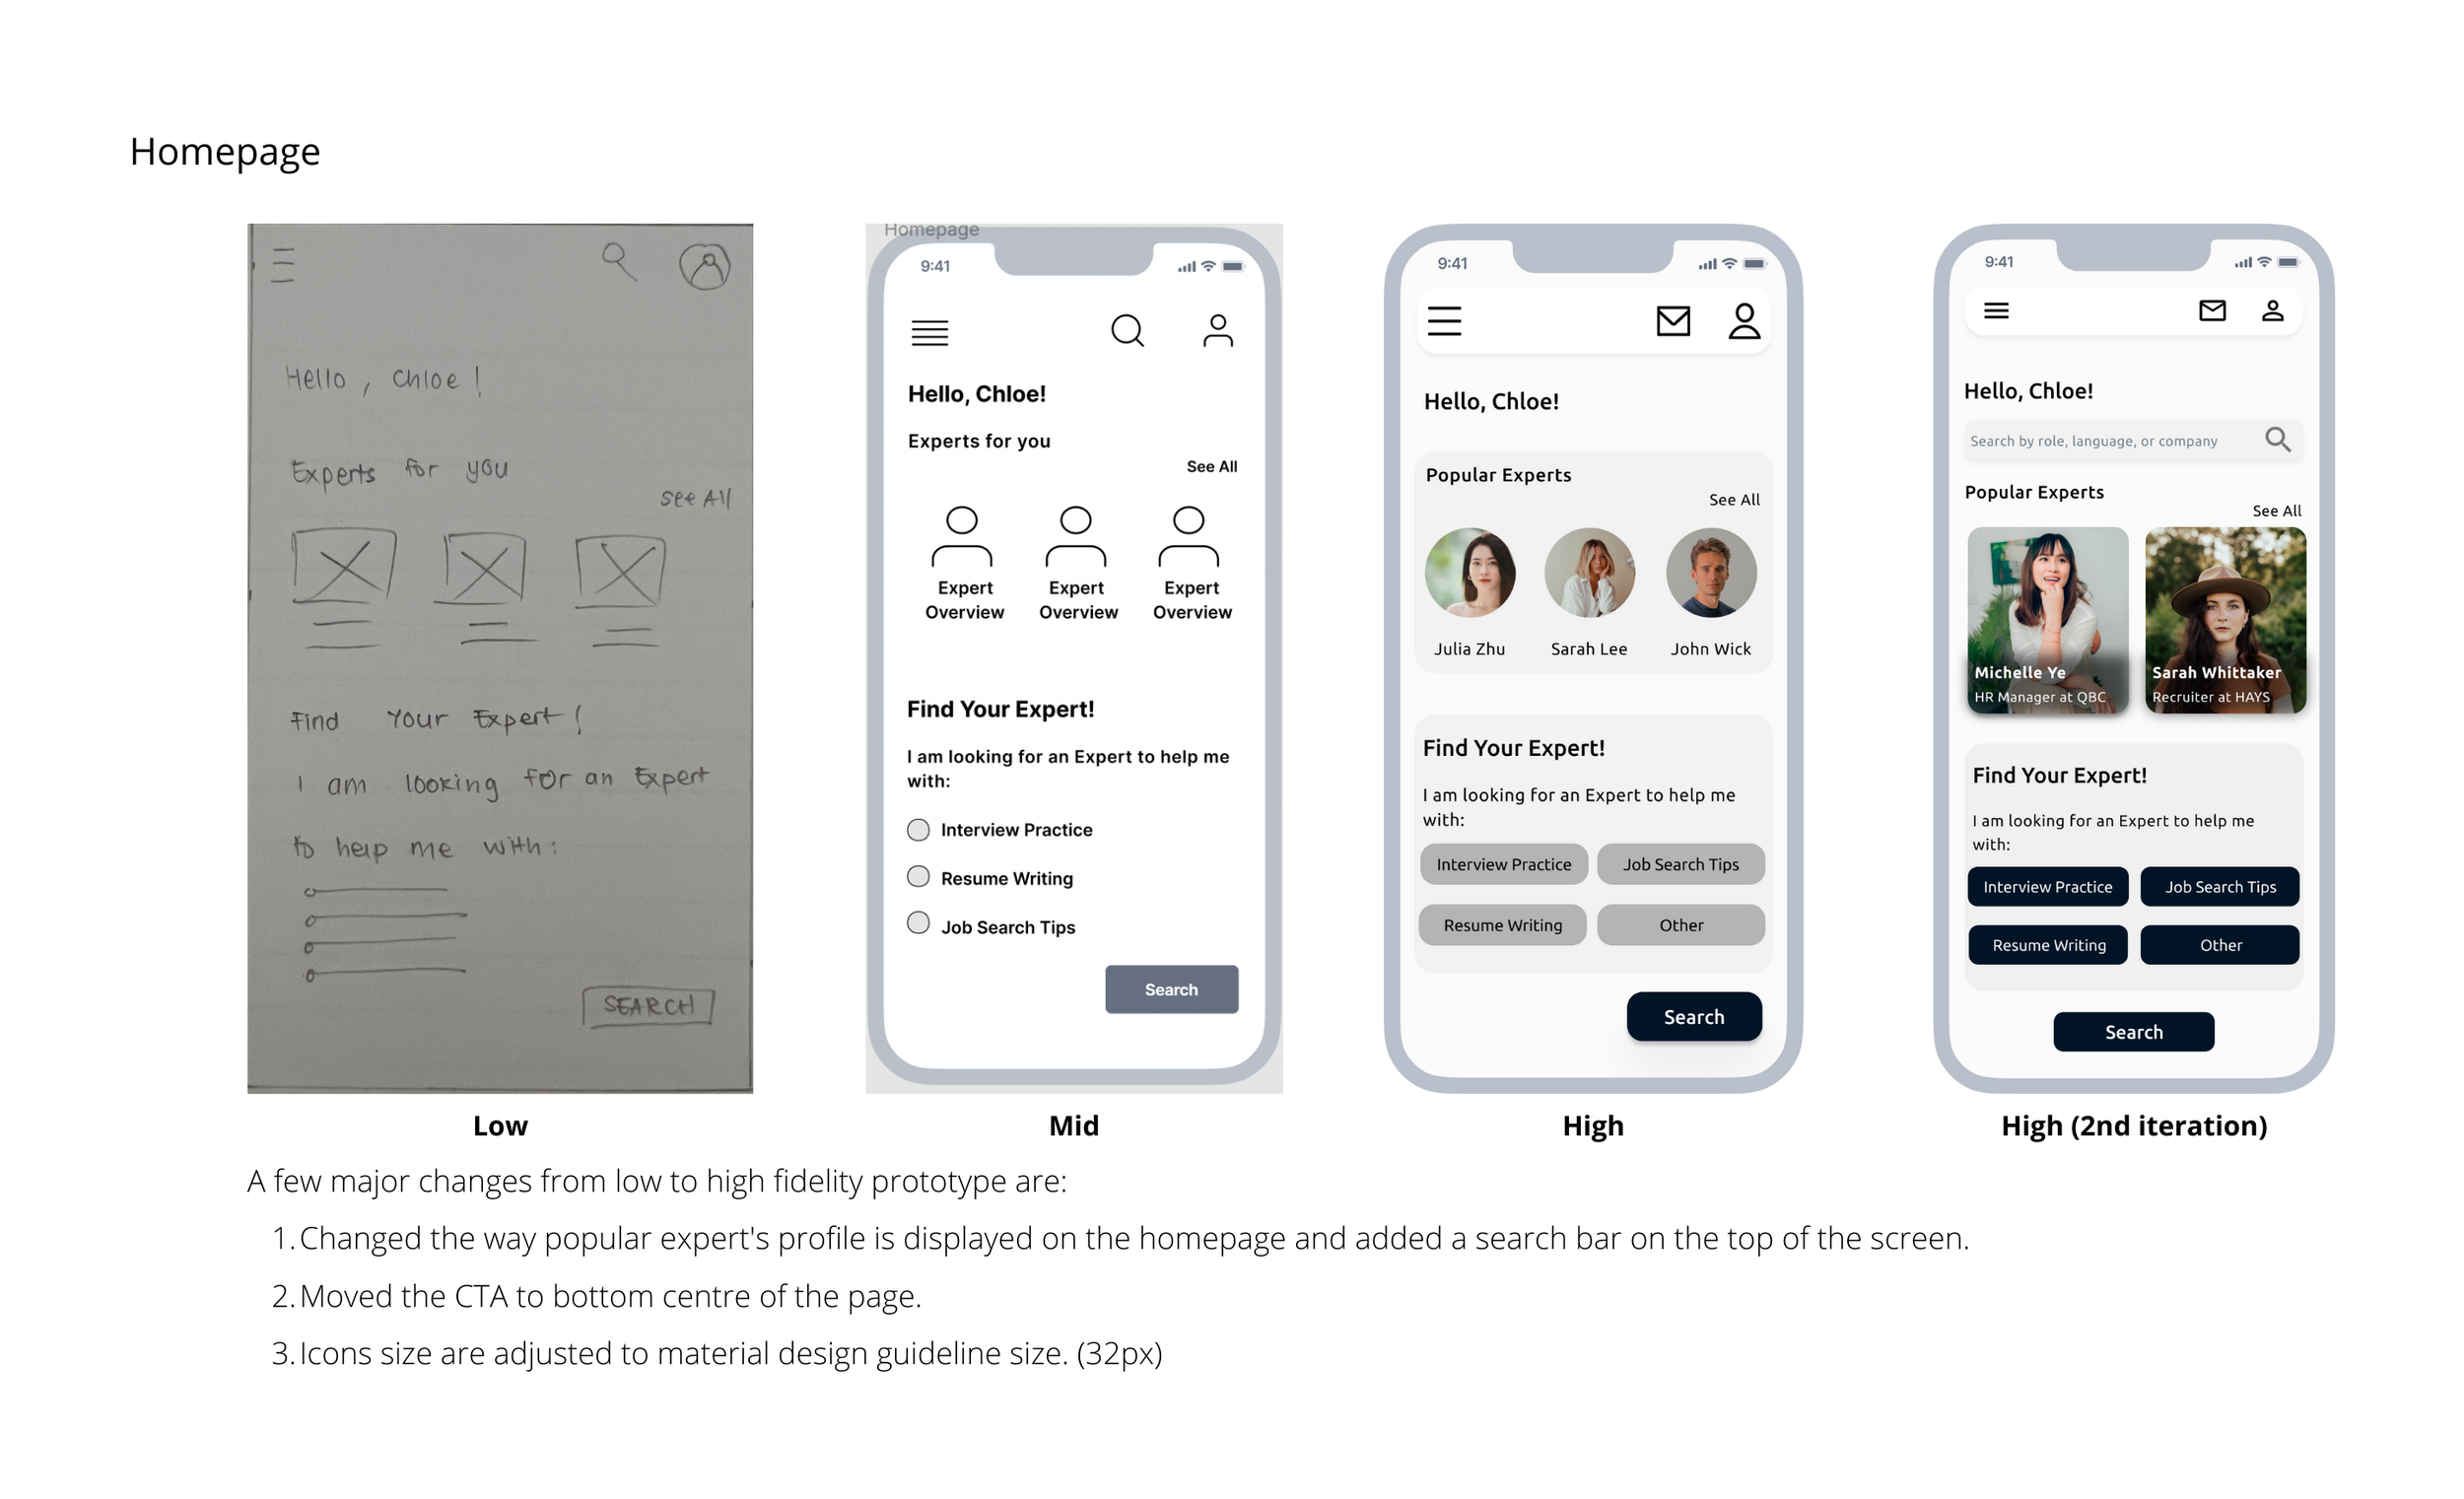 Homepage
Hello, Chloe!
Experts for you
See All
Find Your Expert!
I am looking for an Expert
to help me with:
SEARCH
Low
Homepage
9:41
Hello, Chloe!
Experts for you
See All
Expert Overview
Expert Overview
Expert Overview
Find Your Expert!
I am looking for an Expert to help me
with:
Interview Practice
Resume Writing
Job Search Tips
Search
Mid
9:41
Hello, Chloe!
Popular Experts
See All
Julia Zhu
Sarah Lee
John Wick
Find Your Expert!
I am looking for an Expert to help me
with:
Interview Practice
Job Search Tips
Resume Writing
Other
Search
High
9:41
Hello, Chloe!
Search by role, language, or company
Popular Experts
See All
Michelle Ye
HR Manager at QBC
Sarah Whittaker
Recruiter at HAYS
Find Your Expert!
I am looking for an Expert to help me
with:
Interview Practice
Job Search Tips
Resume Writing
Other
Search
High (2nd iteration)
A few major changes from low to high fidelity prototype are:
1. Changed the way popular expert's profile is displayed on the homepage and added a search bar on the top of the screen.
2. Moved the CTA to bottom centre of the page.
3. Icons size are adjusted to material design guideline size. (32px)